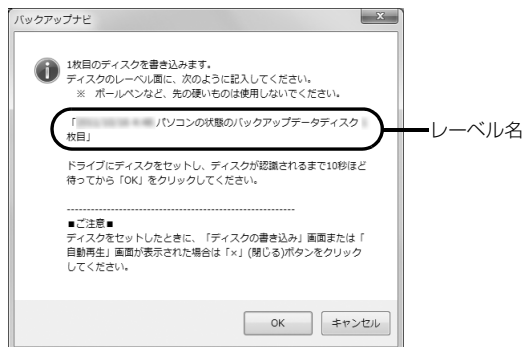 バックアップナビ
1枚目のディスクを書き込みます。
ディスクのレーベル面に、次のように記入してください。
※ ボールペンなど、先の硬いものは使用しないでください。
「 パソコンの状態のバックアップデータディスク
枚目」
レーベル名
ドライブにディスクをセットし、ディスクが認識されるまで10秒ほど
待ってから「OK」をクリックしてください。
------------------------------------------------------
■ご注意■
ディスクをセットしたときに、「ディスクの書き込み」画面または「
自動再生」画面が表示された場合は「×」(閉じる)ボタンをクリック
してください。
OK
キャンセル